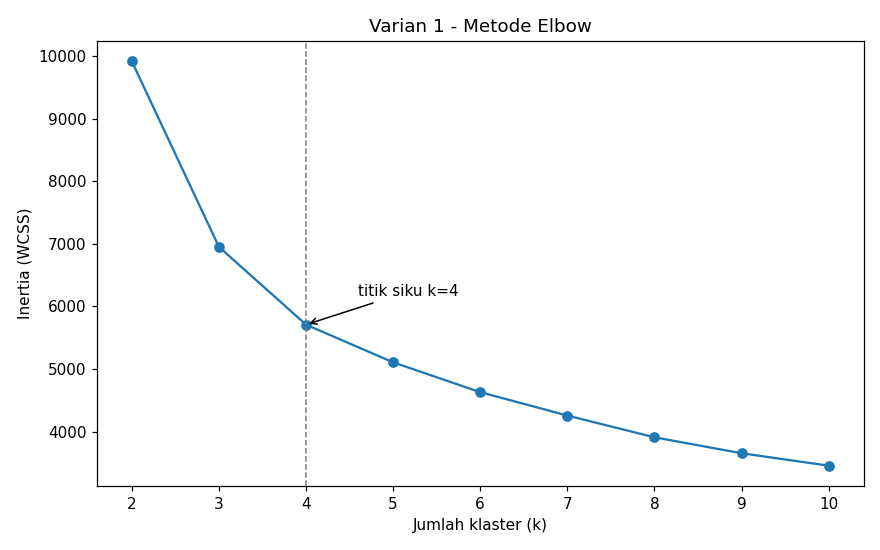 Varian 1 - Metode Elbow
Inertia (WCSS)
10000
9000
8000
7000
6000
5000
4000
titik siku k=4
2 3 4 5 6 7 8 9 10
Jumlah klaster (k)